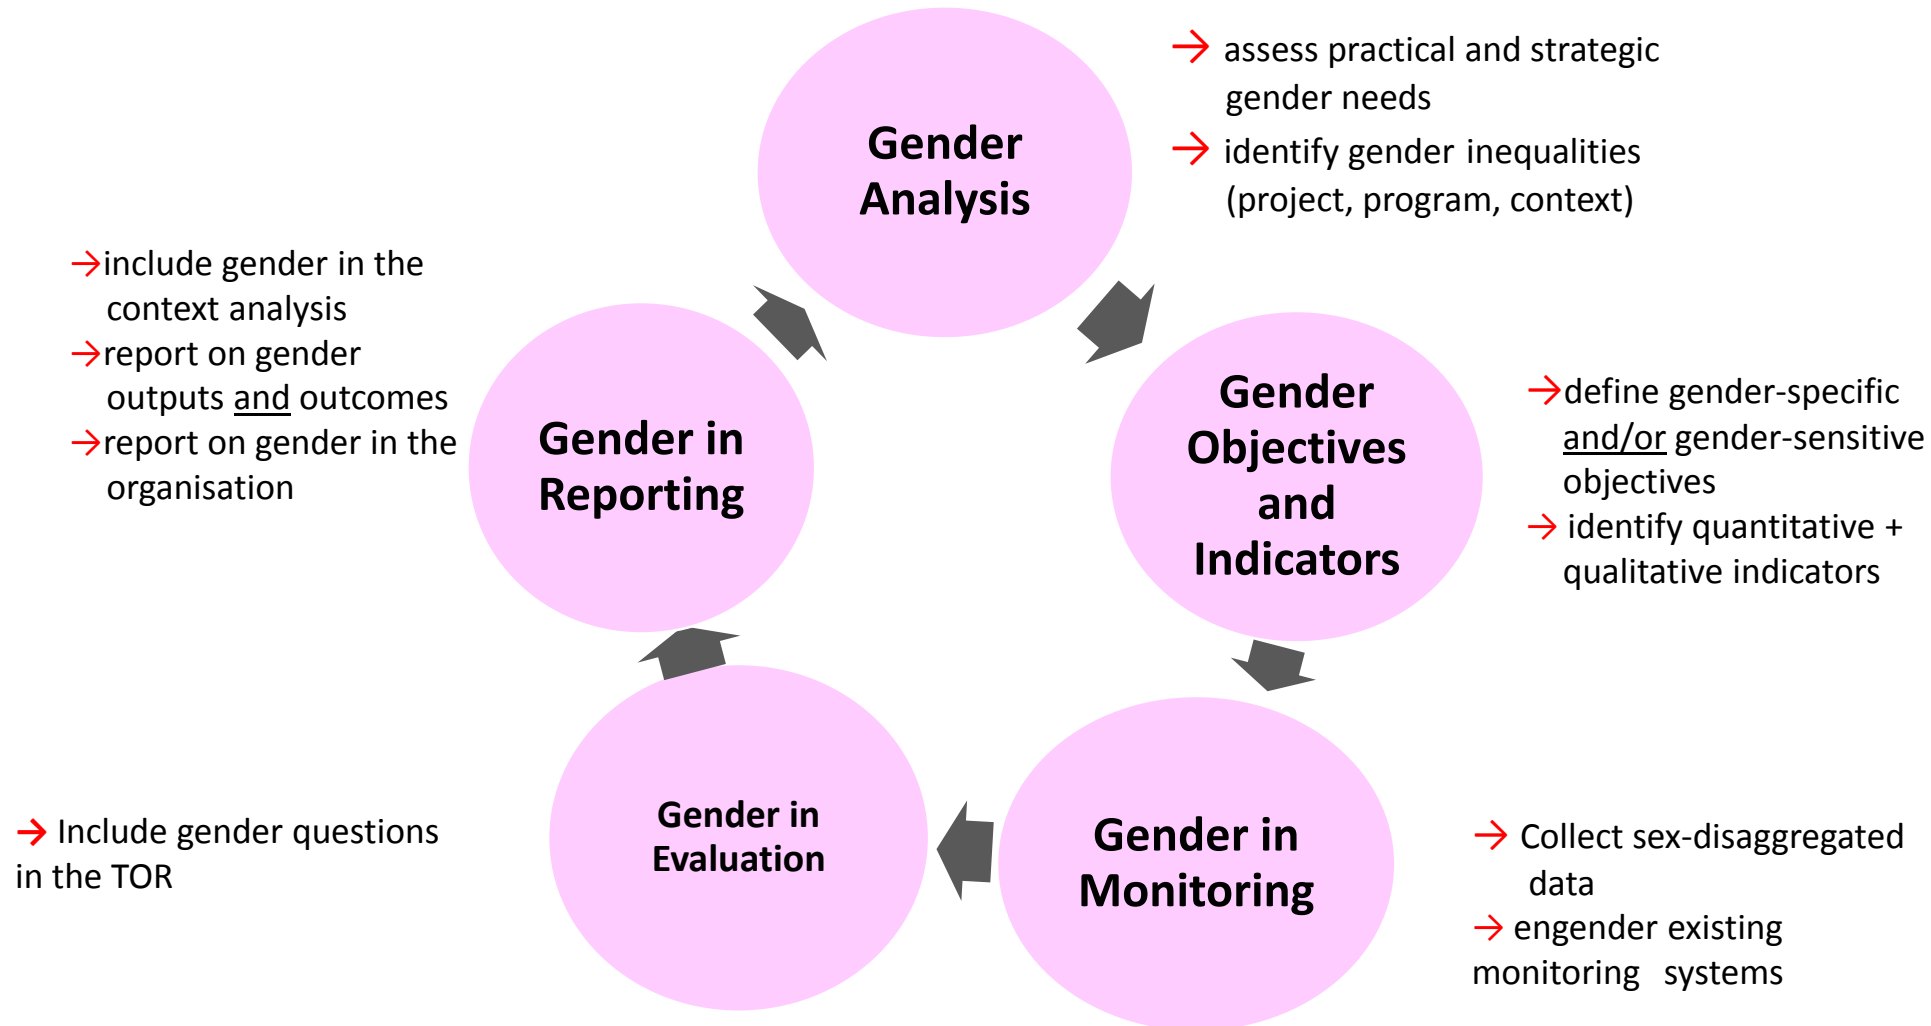 Gender
Analysis
→ assess practical and strategic
gender needs
→ identify gender inequalities
(project, program, context)
Gender
Objectives
and
Indicators
→define gender-specific
and/or gender-sensitive
objectives
→ identify quantitative +
qualitative indicators
Gender in
Monitoring
→ Collect sex-disaggregated
data
→ engender existing
monitoring systems
Gender in
Evaluation
→ Include gender questions
in the TOR
Gender in
Reporting
→include gender in the
context analysis
→report on gender
outputs and outcomes
→report on gender in the
organisation